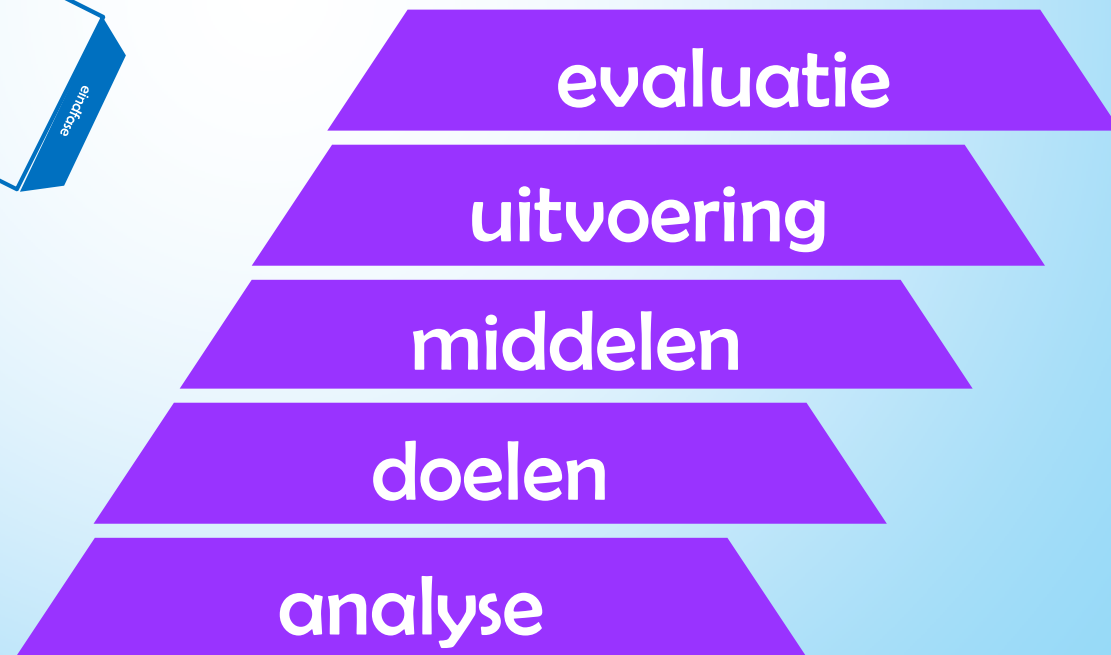 eindfase
evaluatie
uitvoering
middelen
doelen
analyse